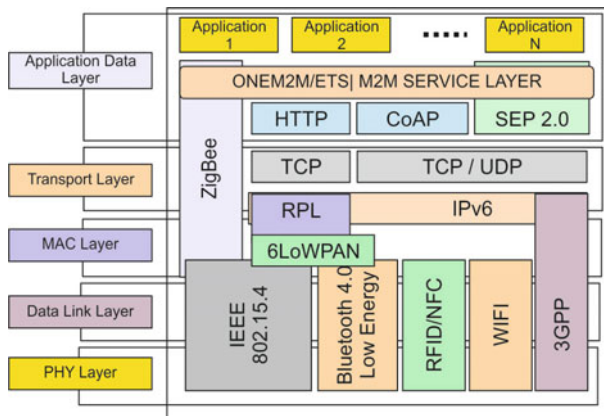 Application
1
Application
2
Application
N
Application Data
Layer
ONEM2M/ETS| M2M SERVICE LAYER
HTTP
CoAP
SEP 2.0
ZigBee
TCP
TCP / UDP
Transport Layer
RPL
IPv6
MAC Layer
6LoWPAN
IEEE
802.15.4
Bluetooth 4.0
Low Energy
RFID/NFC
WIFI
3GPP
Data Link Layer
PHY Layer